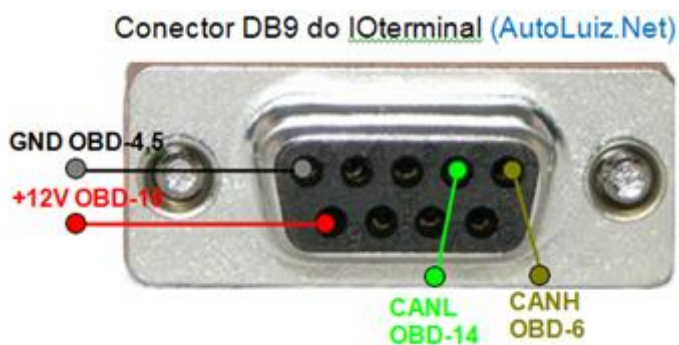 Conector DB9 do IOterminal (AutoLuiz.Net)
GND OBD-4,5
+12V OBD-16
CANL
OBD-14
CANH
OBD-6